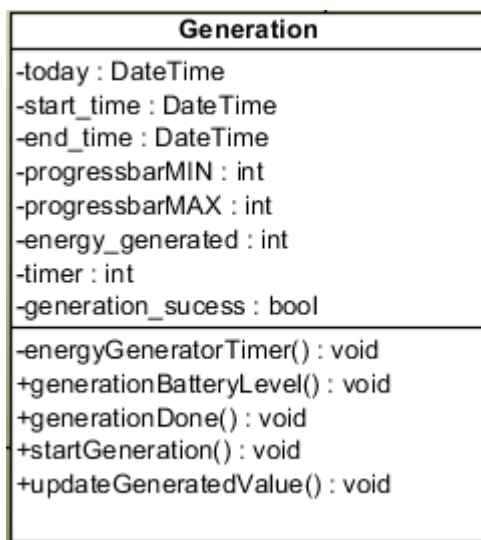 Generation
-today : DateTime
-start_time : DateTime
-end_time : DateTime
-progressbarMIN : int
-progressbarMAX : int
-energy_generated : int
-timer : int
-generation_sucess : bool
-energyGeneratorTimer() : void
+generationBatteryLevel() : void
+generationDone() : void
+startGeneration() : void
+updateGeneratedValue() : void